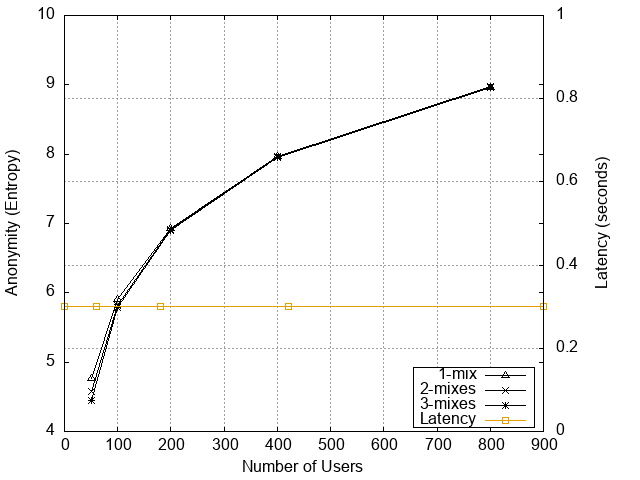 10 1
9
0.8
8
0.6
7
Anonymity (Entropy)
Latency (seconds)
0.4
6
0.2
5
1-mix
2-mixes
3-mixes
Latency
4 0
0 100 200 300 400 500 600 700 800 900
Number of Users